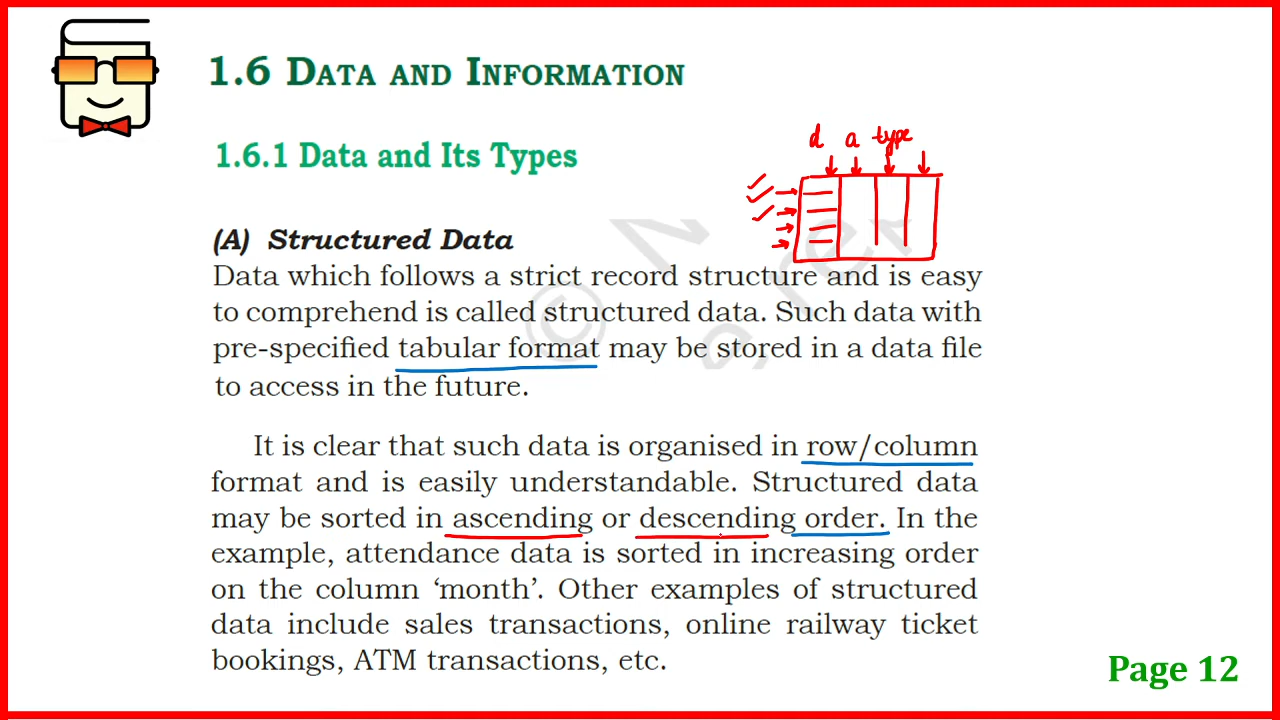 1.6 DATA AND INFORMATION
1.6.1 Data and Its Types
d a type
(A) Structured Data
Data which follows a strict record structure and is easy
to comprehend is called structured data. Such data with
pre-specified tabular format may be stored in a data file
to access in the future.
It is clear that such data is organised in row/column
format and is easily understandable. Structured data
may be sorted in ascending or descending order. In the
example, attendance data is sorted in increasing order
on the column ‘month’. Other examples of structured
data include sales transactions, online railway ticket
bookings, ATM transactions, etc.
Page 12